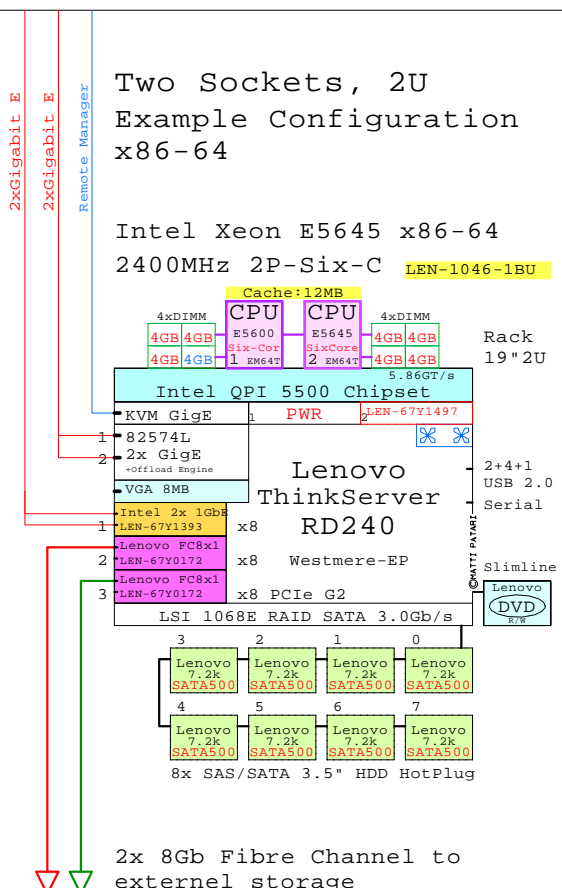 2xGigabit E
2xGigabit E
Remote Manager
Two Sockets, 2U
Example Configuration
x86-64
Intel Xeon E5645 x86-64
2400MHz 2P-Six-C LEN-1046-1BU
Cache:12MB
4xDIMM CPU CPU 4xDIMM
4GB 4GB E5600 E5645 4GB 4GB Rack
Six-Cor SixCore
4GB 4GB 1 EM64T 2 EM64T 4GB 4GB 19"2U
5.86GT/s
Intel QPI 5500 Chipset
KVM GigE 1 PWR 2 LEN-67Y1497
1 82574L
2 2x GigE
+Offload Engine
VGA 8MB
Lenovo
ThinkServer
RD240
Westmere-EP
2+4+1
USB 2.0
Serial
Intel 2x 1GbE
1 LEN-67Y1393 x8
Lenovo FC8x1
2 LEN-67Y0172 x8
Lenovo FC8x1
3 LEN-67Y0172 x8 PCIe G2
©MATTI PATARI
Slimline
Lenovo
DVD
R/W
LSI 1068E RAID SATA 3.0Gb/s
3 2 1 0
Lenovo Lenovo Lenovo Lenovo
7.2k 7.2k 7.2k 7.2k
SATA500 SATA500 SATA500 SATA500
4 5 6 7
Lenovo Lenovo Lenovo Lenovo
7.2k 7.2k 7.2k 7.2k
SATA500 SATA500 SATA500 SATA500
8x SAS/SATA 3.5" HDD HotPlug
2x 8Gb Fibre Channel to
externel storage